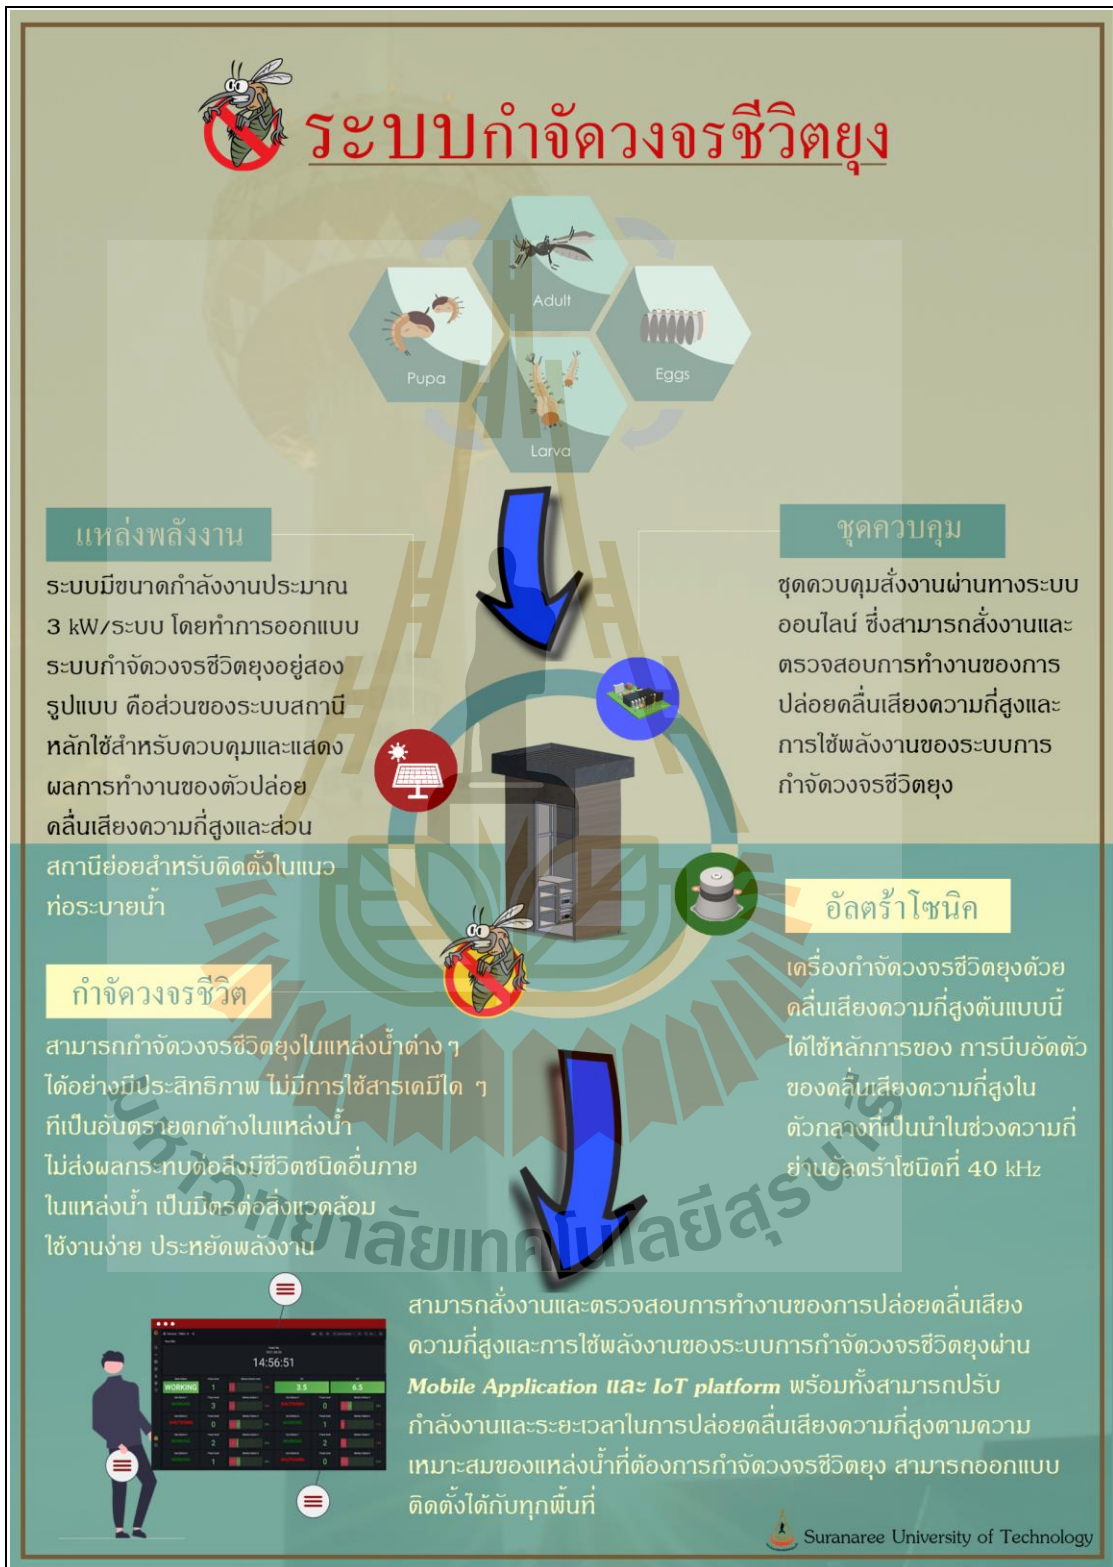 ระบบกำจัดวงจรชีวิตยุง
Adult
Pupa
Eggs
Larva
แหล่งพลังงาน
ระบบมีขนาดกำลังงานประมาณ
3 kW/ระบบ โดยทำการออกแบบ
ระบบกำจัดวงจรชีวิตยุงอยู่สอง
รูปแบบ คือส่วนของระบบสถานี
หลักใช้สำหรับควบคุมและแสดง
ผลการทำงานของตัวปล่อย
คลื่นเสียงความถี่สูงและส่วน
สถานีย่อยสำหรับติดตั้งในแนว
ท่อระบายน้ำ
ชุดควบคุม
ชุดควบคุมสั่งงานผ่านทางระบบ
ออนไลน์ ซึ่งสามารถสั่งงานและ
ตรวจสอบการทำงานของการ
ปล่อยคลื่นเสียงความถี่สูงและ
การใช้พลังงานของระบบการ
กำจัดวงจรชีวิตยุง
อัลตร้าโซนิค
เครื่องกำจัดวงจรชีวิตยุงด้วย
คลื่นเสียงความถี่สูงต้นแบบนี้
ได้ใช้หลักการของ การบีบอัดตัว
ของคลื่นเสียงความถี่สูงใน
ตัวกลางที่เป็นน้ำในช่วงความถี่
ย่านอัลตร้าโซนิคที่ 40 kHz
กำจัดวงจรชีวิต
สามารถกำจัดวงจรชีวิตยุงในแหล่งน้ำต่าง ๆ
ได้อย่างมีประสิทธิภาพ ไม่มีการใช้สารเคมีใด ๆ
ที่เป็นอันตรายตกค้างในแหล่งน้ำ
ไม่ส่งผลกระทบต่อสิ่งมีชีวิตชนิดอื่นภาย
ในแหล่งน้ำ เป็นมิตรต่อสิ่งแวดล้อม
ใช้งานง่าย ประหยัดพลังงาน
มหาวิทยาลัยเทคโนโลยีสุรนารี
14:56:51
WORKING 1 3.5 6.5
3 0
0 1
2 2
1 0
สามารถสั่งงานและตรวจสอบการทำงานของการปล่อยคลื่นเสียง
ความถี่สูงและการใช้พลังงานของระบบการกำจัดวงจรชีวิตยุงผ่าน
Mobile Application และ IoT platform พร้อมทั้งสามารถปรับ
กำลังงานและระยะเวลาในการปล่อยคลื่นเสียงความถี่สูงตามความ
เหมาะสมของแหล่งน้ำที่ต้องการกำจัดวงจรชีวิตยุง สามารถออกแบบ
ติดตั้งได้กับทุกพื้นที่
Suranaree University of Technology